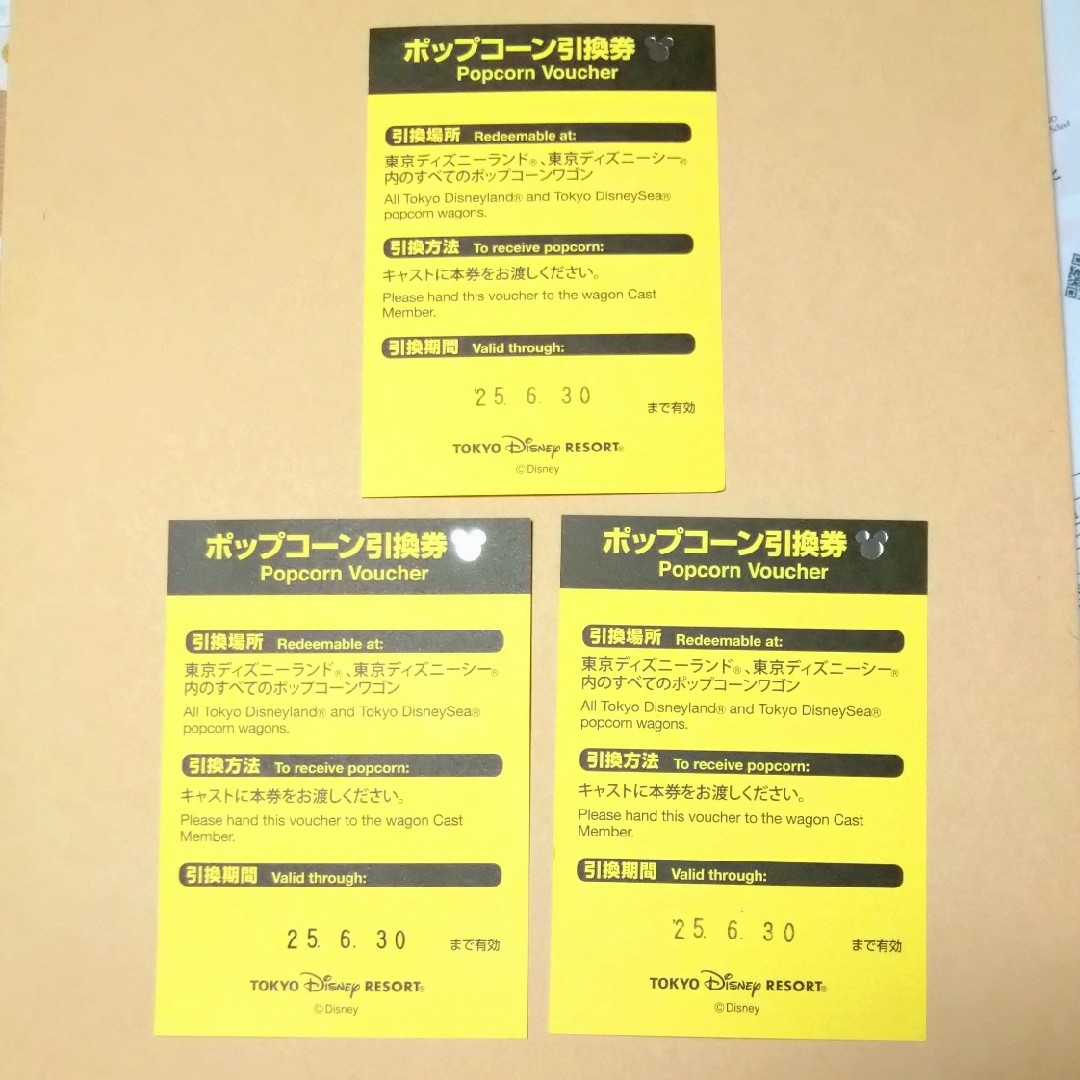 ポップコーン引換券
Popcorn Voucher
引換場所 Redeemable at:
東京ディズニーランド®、東京ディズニーシー®
内のすべてのポップコーンワゴン
All Tokyo Disneyland® and Tokyo DisneySea®
popcorn wagons.
引換方法 To receive popcorn:
キャストに本券をお渡しください。
Please hand this voucher to the wagon Cast
Member.
引換期間 Valid through:
'25. 6. 30
まで有効
TOKYO Disney RESORT®
©Disney
ポップコーン引換券
Popcorn Voucher
引換場所 Redeemable at:
東京ディズニーランド®、東京ディズニーシー®
内のすべてのポップコーンワゴン
All Tokyo Disneyland® and Tokyo DisneySea®
popcorn wagons.
引換方法 To receive popcorn:
キャストに本券をお渡しください。
Please hand this voucher to the wagon Cast
Member.
引換期間 Valid through:
25. 6. 30 まで有効
TOKYO Disney RESORT®
©Disney
ポップコーン引換券
Popcorn Voucher
引換場所 Redeemable at:
東京ディズニーランド®、東京ディズニーシー®
内のすべてのポップコーンワゴン
All Tokyo Disneyland® and Tokyo DisneySea®
popcorn wagons.
引換方法 To receive popcorn:
キャストに本券をお渡しください。
Please hand this voucher to the wagon Cast
Member.
引換期間 Valid through:
'25. 6. 30
まで有効
TOKYO Disney RESORT®
©Disney